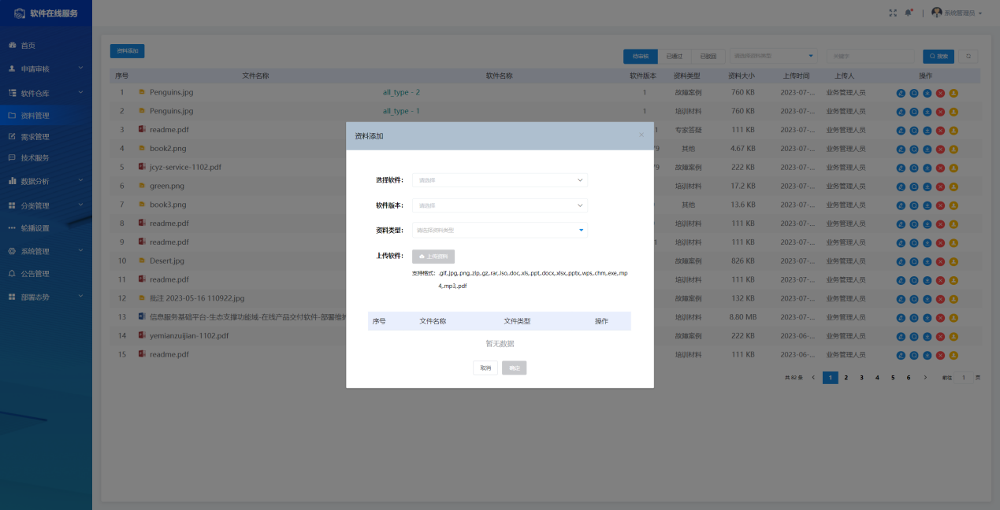 软件在线服务
系统管理员
首页
申请审核
软件仓库
资料管理
需求管理
技术服务
数据分析
分类管理
轮播设置
系统管理
公告管理
部署态势
资料添加
待审核 已通过 已驳回 请选择资料类型 关键字 搜索
序号 文件名称 软件名称 软件版本 资料类型 资料大小 上传时间 上传人 操作
1 Penguins.jpg all_type - 2 1 故障案例 760 KB 2023-07-... 业务管理人员
2 Penguins.jpg all_type - 1 1 培训材料 760 KB 2023-07-... 业务管理人员
3 readme.pdf 1 专家答疑 111 KB 2023-07-... 业务管理人员
4 book2.png 79 其他 4.67 KB 2023-07-... 业务管理人员
5 jcyz-service-1102.pdf 79 故障案例 222 KB 2023-07-... 业务管理人员
6 green.png 培训材料 17.2 KB 2023-07-... 业务管理人员
7 book3.png 其他 13.6 KB 2023-07-... 业务管理人员
8 readme.pdf 培训材料 111 KB 2023-07-... 业务管理人员
9 readme.pdf 1 培训材料 111 KB 2023-07-... 业务管理人员
10 Desert.jpg 故障案例 826 KB 2023-07-... 业务管理人员
11 readme.pdf 培训材料 111 KB 2023-07-... 业务管理人员
12 批注 2023-05-16 110922.jpg 故障案例 132 KB 2023-07-... 业务管理人员
13 信息服务基础平台-生态支撑功能域-在线产品交付软件-部署维护 培训材料 8.80 MB 2023-07-... 业务管理人员
14 yemianzuijian-1102.pdf 故障案例 222 KB 2023-06-... 业务管理人员
15 readme.pdf 培训材料 111 KB 2023-06-... 业务管理人员
共 82 条 1 2 3 4 5 6 前往 1 页
资料添加
选择软件： 请选择
软件版本： 请选择
资料类型： 请选择资料类型
上传软件： 上传资料
支持格式： .gif,.jpg,.png,.zip,.gz,.rar,.iso,.doc,.xls,.ppt,.docx,.xlsx,.pptx,.wps,.chm,.exe,.mp
4,.mp3,.pdf
序号 文件名称 文件类型 操作
暂无数据
取消 确定